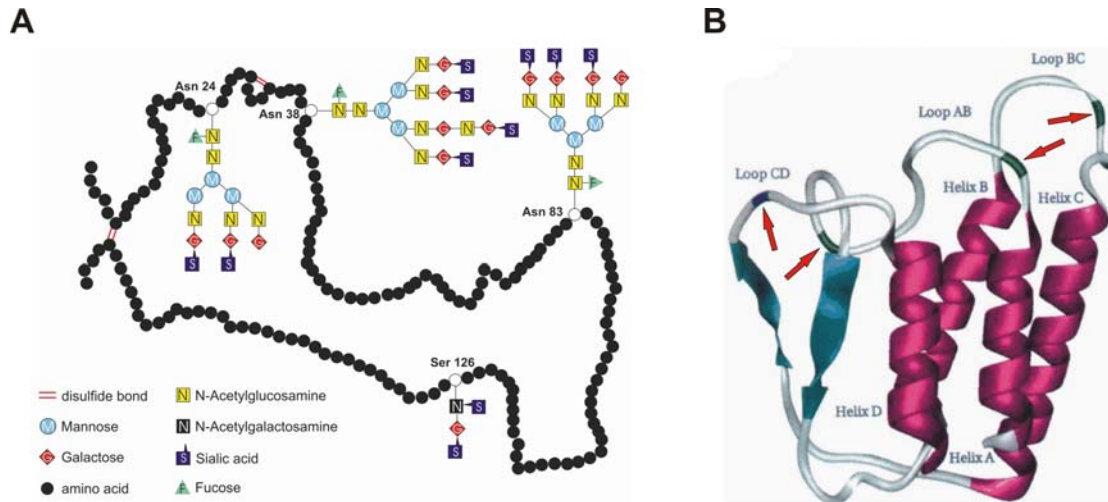 A
Asn 24
Asn 38
Asn 83
Ser 126
N G S
N G S
N G N G S
N G S
F
N N M M M
S S S
G G G G
N N N N
M M
M
N
N F
F N
N
M
M M
N N N
G G G
S S
N S
G
S
disulfide bond
N N-Acetylglucosamine
M Mannose
N N-Acetylgalactosamine
G Galactose
S Sialic acid
amino acid
F Fucose
B
Loop BC
Loop AB
Loop CD
Helix B
Helix C
Helix D
Helix A